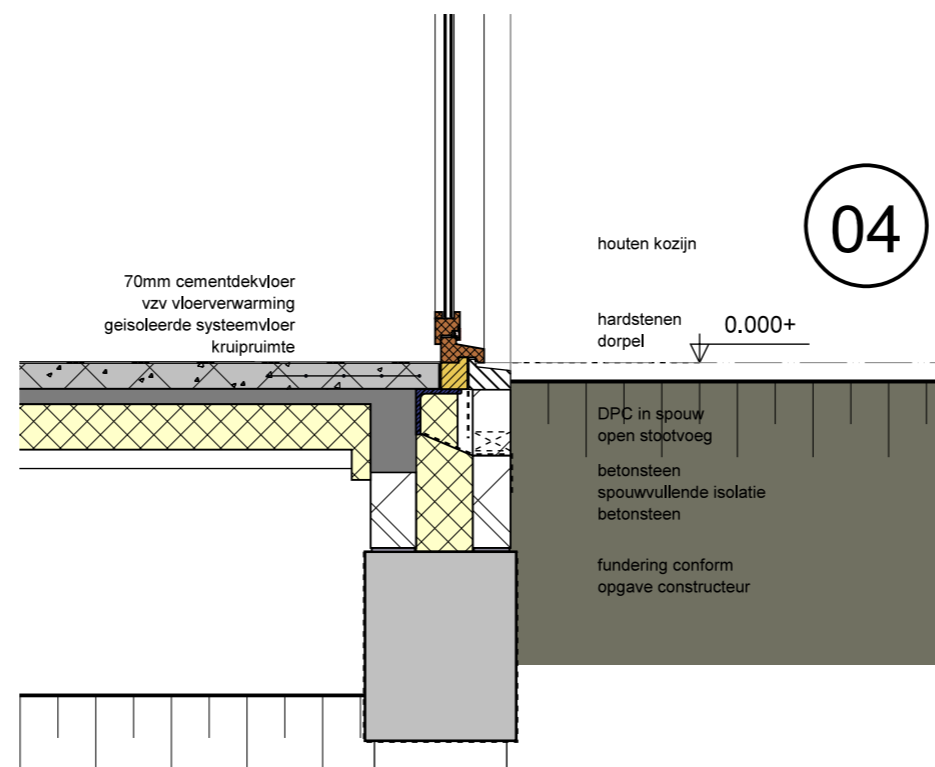 04
houten kozijn
70mm cementdekvloer
vzv vloerverwarming
geisoleerde systeemvloer
kruipruimte
hardstenen
dorpel
0.000+
DPC in spouw
open stootvoeg
betonsteen
spouwvullende isolatie
betonsteen
fundering conform
opgave constructeur